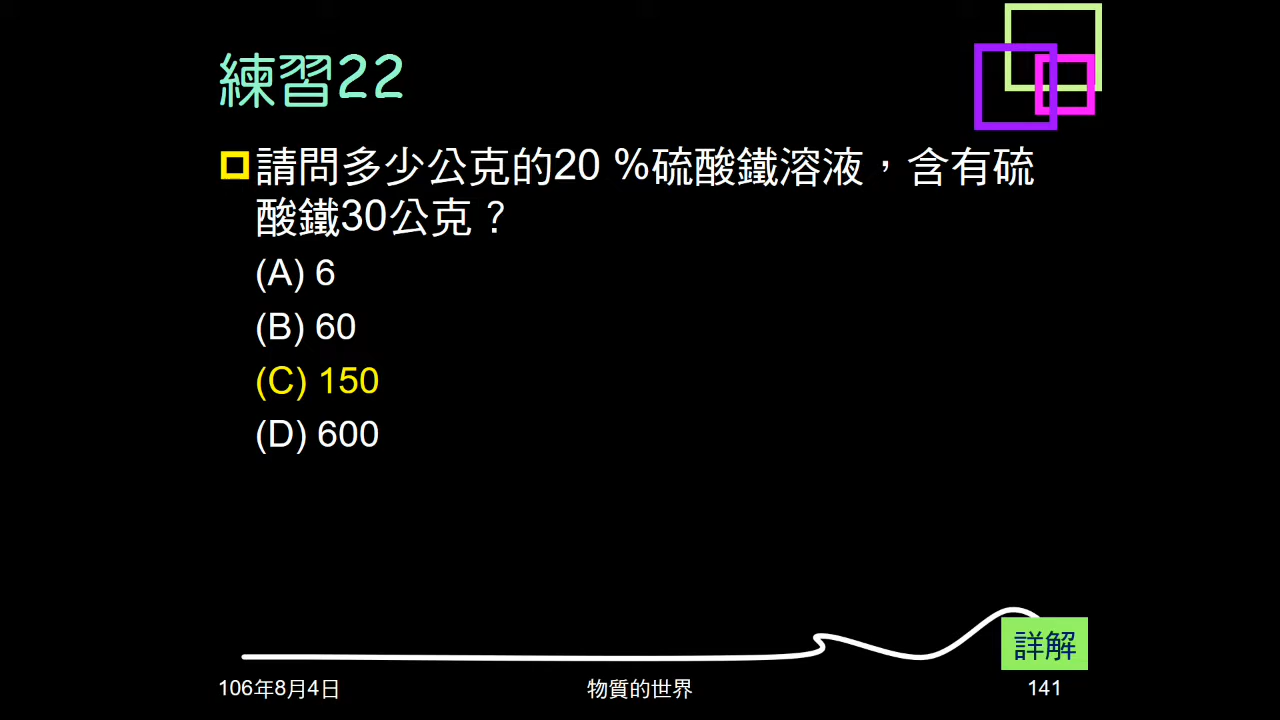 練習22
請問多少公克的20 %硫酸鐵溶液，含有硫
酸鐵30公克？
(A) 6
(B) 60
(C) 150
(D) 600
詳解
106年8月4日
物質的世界
141